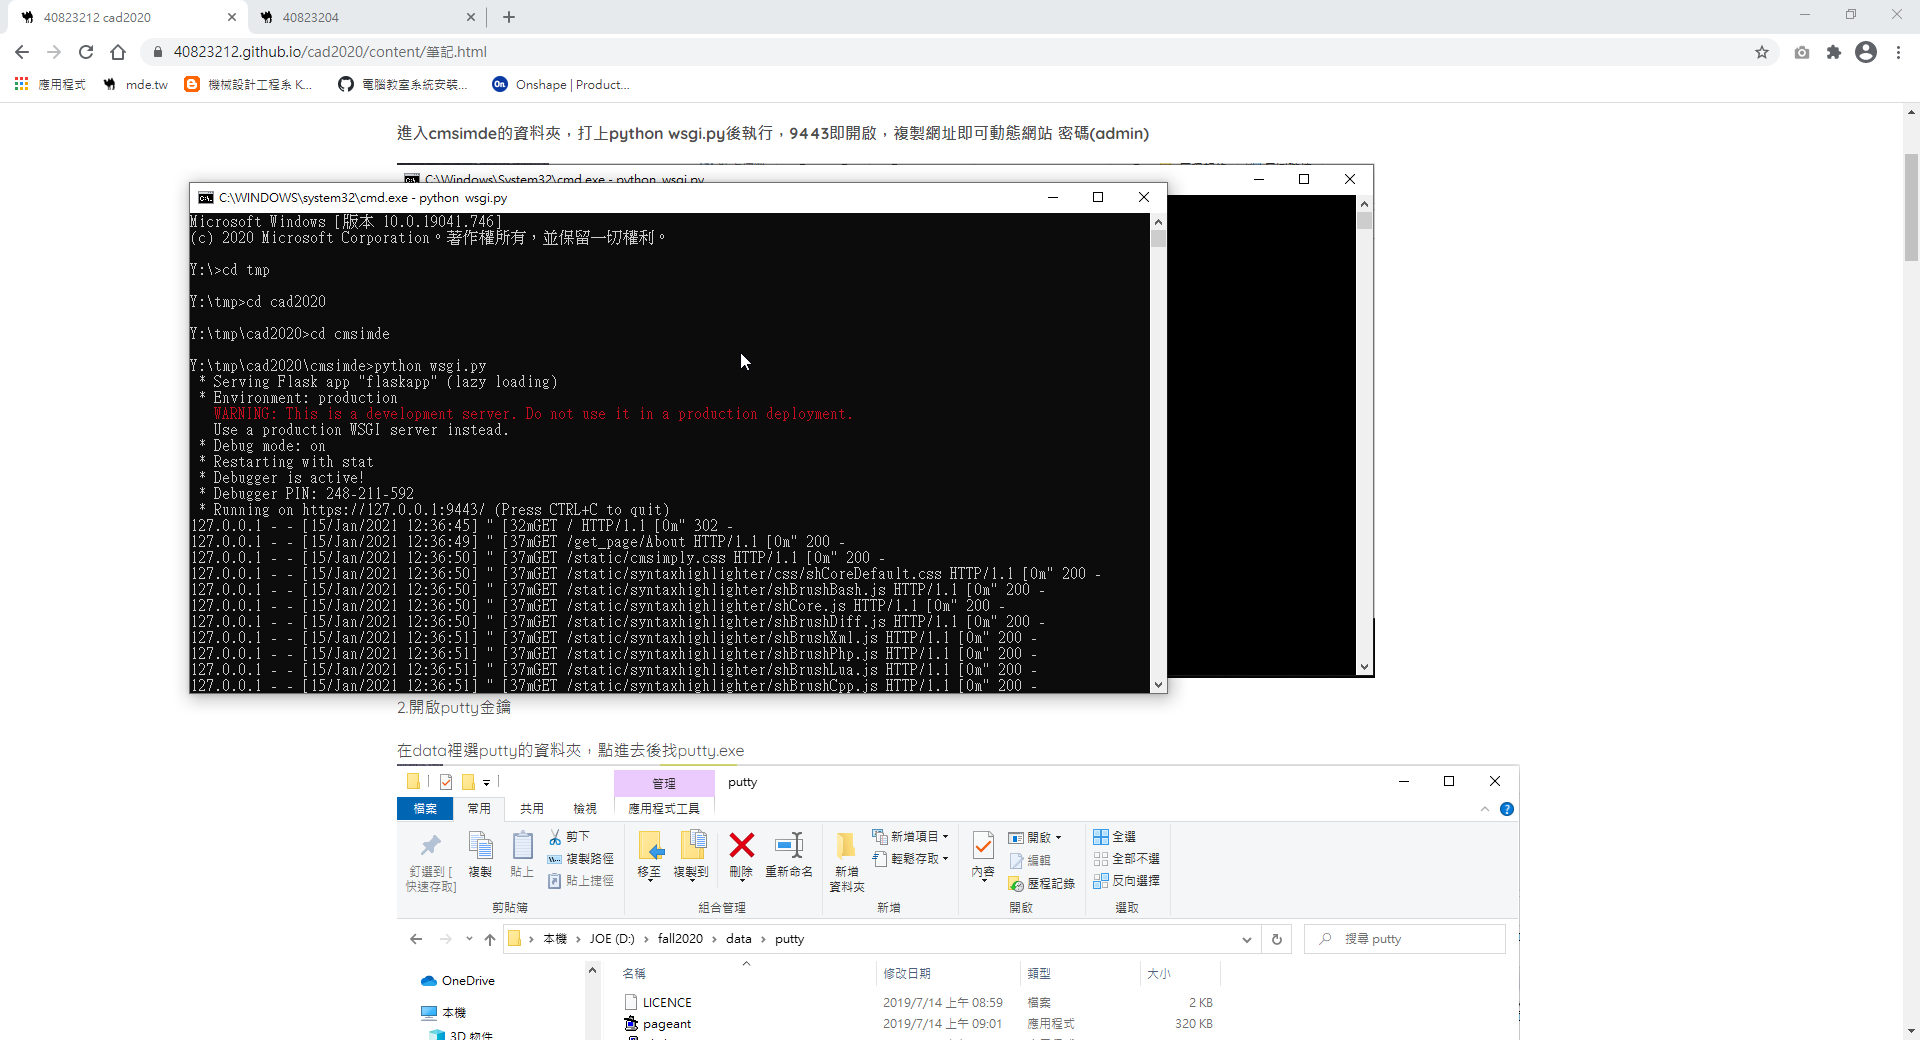 40823212 cad2020
40823204
40823212.github.io/cad2020/content/筆記.html
應用程式
mde.tw
機械設計工程系 K...
電腦教室系統安裝...
Onshape | Product...
進入cmsimde的資料夾，打上python wsgi.py後執行，9443即開啟，複製網址即可動態網站 密碼(admin)
C:\Windows\System32\cmd.exe - python wsgi.py
C:\WINDOWS\system32\cmd.exe - python wsgi.py
Microsoft Windows [版本 10.0.19041.746]
(c) 2020 Microsoft Corporation。著作權所有，並保留一切權利。
Y:\>cd tmp
Y:\tmp>cd cad2020
Y:\tmp\cad2020>cd cmsimde
Y:\tmp\cad2020\cmsimde>python wsgi.py
* Serving Flask app "flaskapp" (lazy loading)
* Environment: production
WARNING: This is a development server. Do not use it in a production deployment.
Use a production WSGI server instead.
* Debug mode: on
* Restarting with stat
* Debugger is active!
* Debugger PIN: 248-211-592
* Running on https://127.0.0.1:9443/ (Press CTRL+C to quit)
127.0.0.1 - - [15/Jan/2021 12:36:45] " [32mGET / HTTP/1.1 [0m" 302 -
127.0.0.1 - - [15/Jan/2021 12:36:49] " [37mGET /get_page/About HTTP/1.1 [0m" 200 -
127.0.0.1 - - [15/Jan/2021 12:36:50] " [37mGET /static/cmsimply.css HTTP/1.1 [0m" 200 -
127.0.0.1 - - [15/Jan/2021 12:36:50] " [37mGET /static/syntaxhighlighter/css/shCoreDefault.css HTTP/1.1 [0m" 200 -
127.0.0.1 - - [15/Jan/2021 12:36:50] " [37mGET /static/syntaxhighlighter/shBrushBash.js HTTP/1.1 [0m" 200 -
127.0.0.1 - - [15/Jan/2021 12:36:50] " [37mGET /static/syntaxhighlighter/shCore.js HTTP/1.1 [0m" 200 -
127.0.0.1 - - [15/Jan/2021 12:36:50] " [37mGET /static/syntaxhighlighter/shBrushDiff.js HTTP/1.1 [0m" 200 -
127.0.0.1 - - [15/Jan/2021 12:36:51] " [37mGET /static/syntaxhighlighter/shBrushXml.js HTTP/1.1 [0m" 200 -
127.0.0.1 - - [15/Jan/2021 12:36:51] " [37mGET /static/syntaxhighlighter/shBrushPhp.js HTTP/1.1 [0m" 200 -
127.0.0.1 - - [15/Jan/2021 12:36:51] " [37mGET /static/syntaxhighlighter/shBrushLua.js HTTP/1.1 [0m" 200 -
127.0.0.1 - - [15/Jan/2021 12:36:51] " [37mGET /static/syntaxhighlighter/shBrushCpp.js HTTP/1.1 [0m" 200 -
2.開啟putty金鑰
在data裡選putty的資料夾，點進去後找putty.exe
管理
putty
檔案
常用
共用
檢視
應用程式工具
釘選到 [
快速存取]
複製
貼上
剪下
複製路徑
貼上捷徑
剪貼簿
移至
複製到
刪除
重新命名
組合管理
新增
資料夾
新增項目
輕鬆存取
新增
內容
開啟
編輯
歷程記錄
開啟
全選
全部不選
反向選擇
選取
本機 › JOE (D:) › fall2020 › data › putty
搜尋 putty
名稱
修改日期
類型
大小
OneDrive
本機
3D 物件
LICENCE 2019/7/14 上午 08:59 檔案 2 KB
pageant 2019/7/14 上午 09:01 應用程式 320 KB